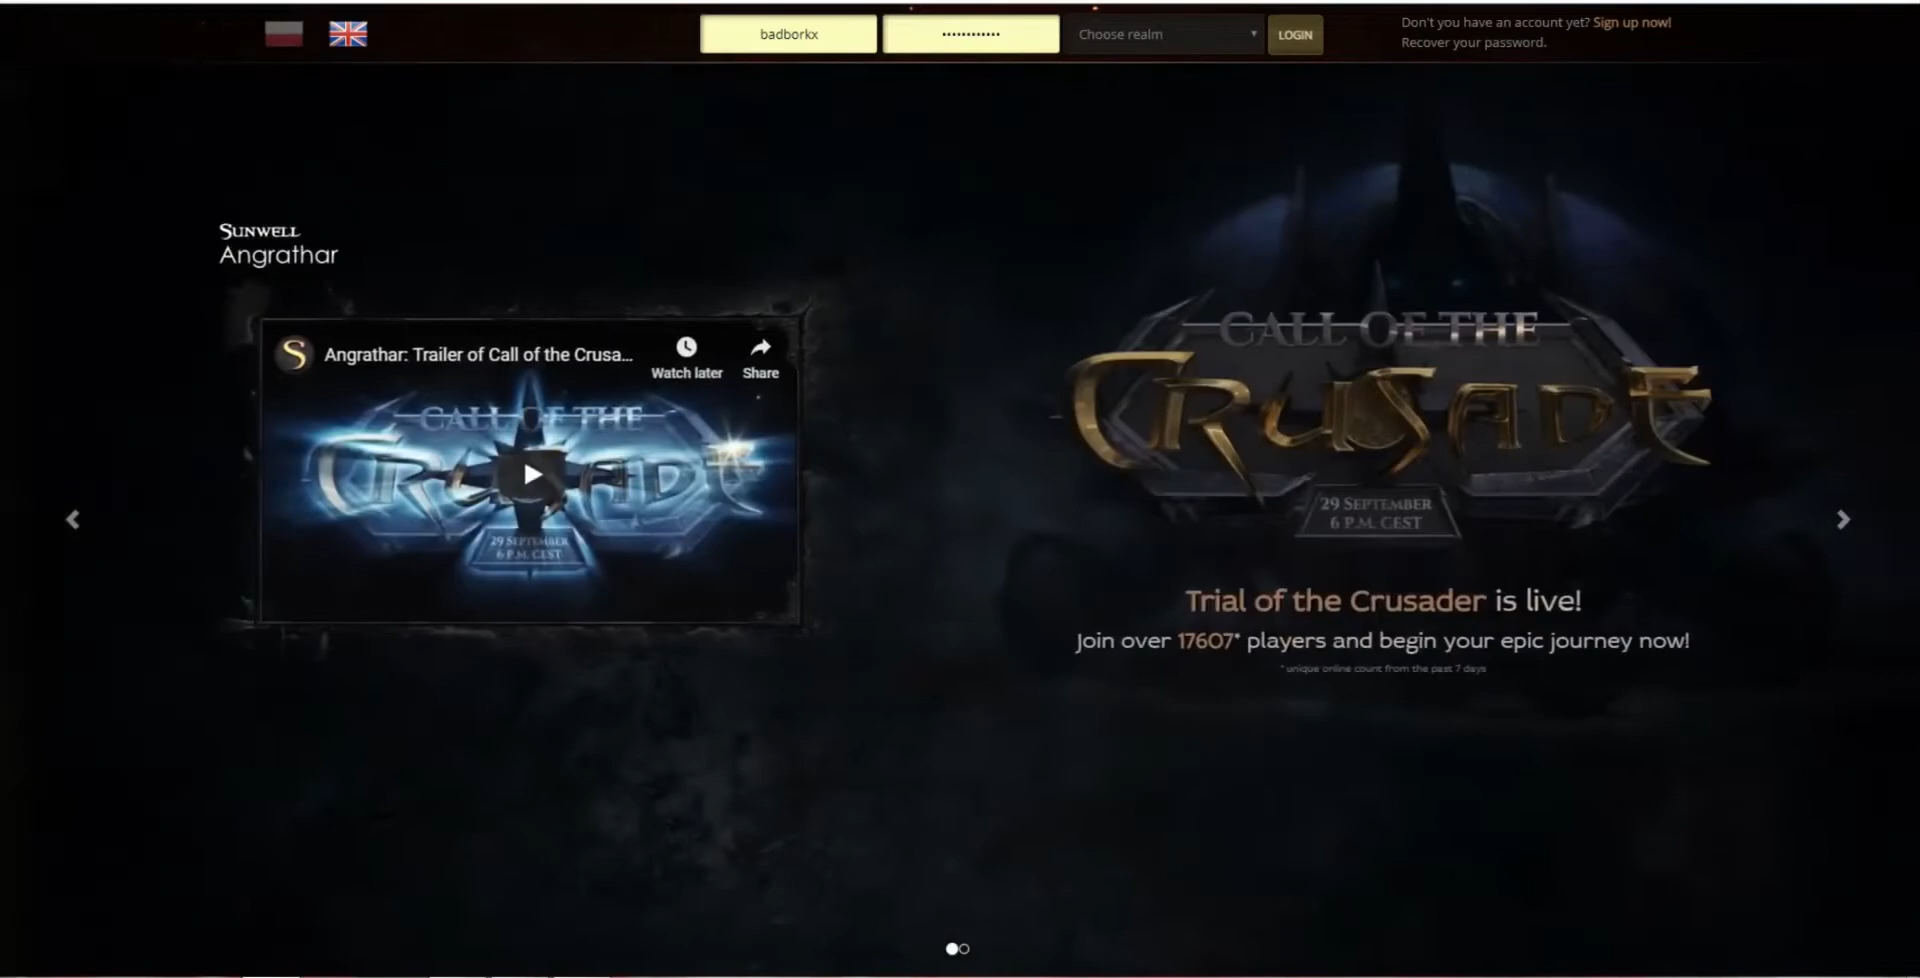 badborkx
••••••••••••
Choose realm
LOGIN
Don't you have an account yet? Sign up now!
Recover your password.
SUNWELL
Angrathar
Angrathar: Trailer of Call of the Crusa...
Watch later
Share
CALL OF THE
CRUSADE
29 SEPTEMBER
6 P.M. CEST
CALL OF THE
CRUSADE
29 SEPTEMBER
6 P.M. CEST
Trial of the Crusader is live!
Join over 17607* players and begin your epic journey now!
* unique online count from the past 7 days